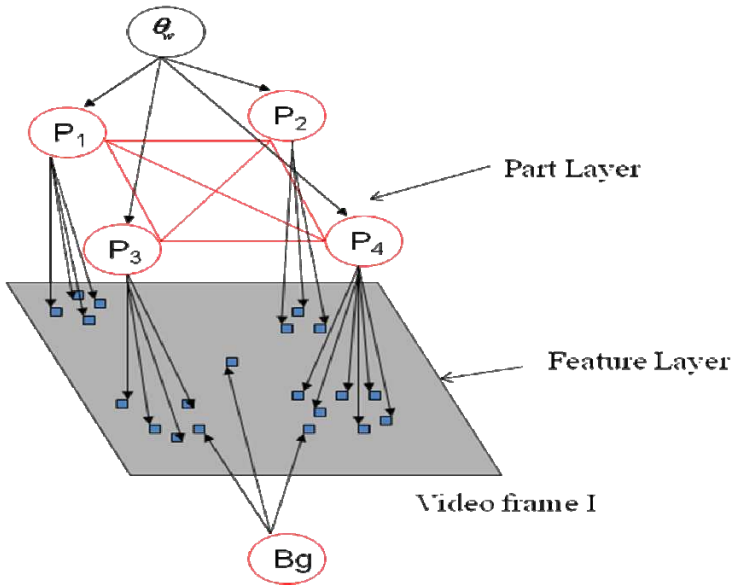 θw
P1
P2
Part Layer
P3
P4
Feature Layer
Video frame I
Bg